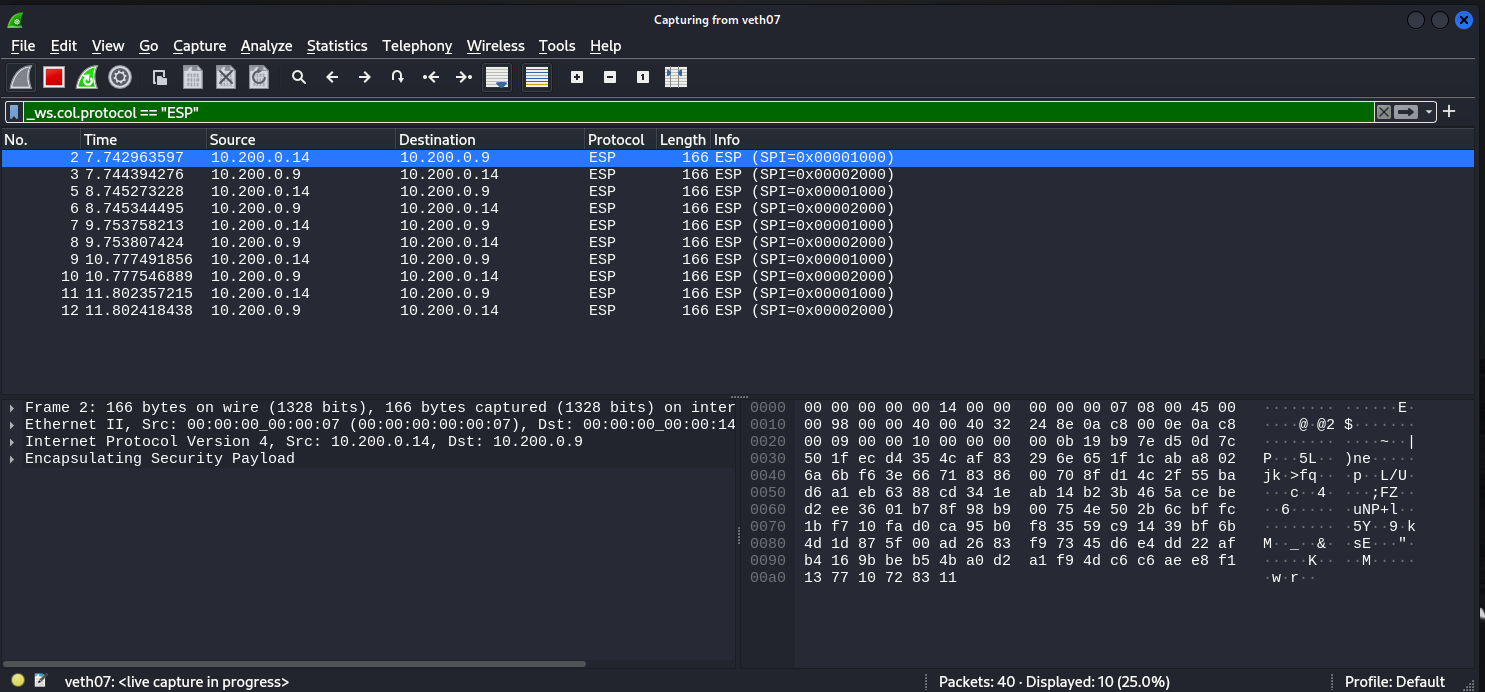 Capturing from veth07
File Edit View Go Capture Analyze Statistics Telephony Wireless Tools Help
_ws.col.protocol == "ESP"
No. Time Source Destination Protocol Length Info
2 7.742963597 10.200.0.14 10.200.0.9 ESP 166 ESP (SPI=0x00001000)
3 7.744394276 10.200.0.9 10.200.0.14 ESP 166 ESP (SPI=0x00002000)
5 8.745273228 10.200.0.14 10.200.0.9 ESP 166 ESP (SPI=0x00001000)
6 8.745344495 10.200.0.9 10.200.0.14 ESP 166 ESP (SPI=0x00002000)
7 9.753758213 10.200.0.14 10.200.0.9 ESP 166 ESP (SPI=0x00001000)
8 9.753807424 10.200.0.9 10.200.0.14 ESP 166 ESP (SPI=0x00002000)
9 10.777491856 10.200.0.14 10.200.0.9 ESP 166 ESP (SPI=0x00001000)
10 10.777546889 10.200.0.9 10.200.0.14 ESP 166 ESP (SPI=0x00002000)
11 11.802357215 10.200.0.14 10.200.0.9 ESP 166 ESP (SPI=0x00001000)
12 11.802418438 10.200.0.9 10.200.0.14 ESP 166 ESP (SPI=0x00002000)
Frame 2: 166 bytes on wire (1328 bits), 166 bytes captured (1328 bits) on inter
Ethernet II, Src: 00:00:00_00:00:07 (00:00:00:00:00:07), Dst: 00:00:00_00:00:14
Internet Protocol Version 4, Src: 10.200.0.14, Dst: 10.200.0.9
Encapsulating Security Payload
0000 00 00 00 00 00 14 00 00 00 00 00 07 08 00 45 00 ········ ······E·
0010 00 98 00 00 40 00 40 32 24 8e 0a c8 00 0e 0a c8 ····@·@2 $·······
0020 00 09 00 00 10 00 00 00 00 0b 19 b9 7e d5 0d 7c ········ ····~··|
0030 50 1f ec d4 35 4c af 83 29 6e 65 1f 1c ab a8 02 P···5L·· )ne·····
0040 6a 6b f6 3e 66 71 83 86 00 70 8f d1 4c 2f 55 ba jk·>fq·· ·p··L/U·
0050 d6 a1 eb 63 88 cd 34 1e ab 14 b2 3b 46 5a ce be ···c··4· ···;FZ··
0060 d2 ee 36 01 b7 8f 98 b9 00 75 4e 50 2b 6c bf fc ··6····· ·uNP+l··
0070 1b f7 10 fa d0 ca 95 b0 f8 35 59 c9 14 39 bf 6b ········ ·5Y··9·k
0080 4d 1d 87 5f 00 ad 26 83 f9 73 45 d6 e4 dd 22 af M··_··&· ·sE···"·
0090 b4 16 9b be b5 4b a0 d2 a1 f9 4d c6 c6 ae e8 f1 ·····K·· ··M·····
00a0 13 77 10 72 83 11 ·w·r··
veth07: <live capture in progress> Packets: 40 · Displayed: 10 (25.0%) Profile: Default